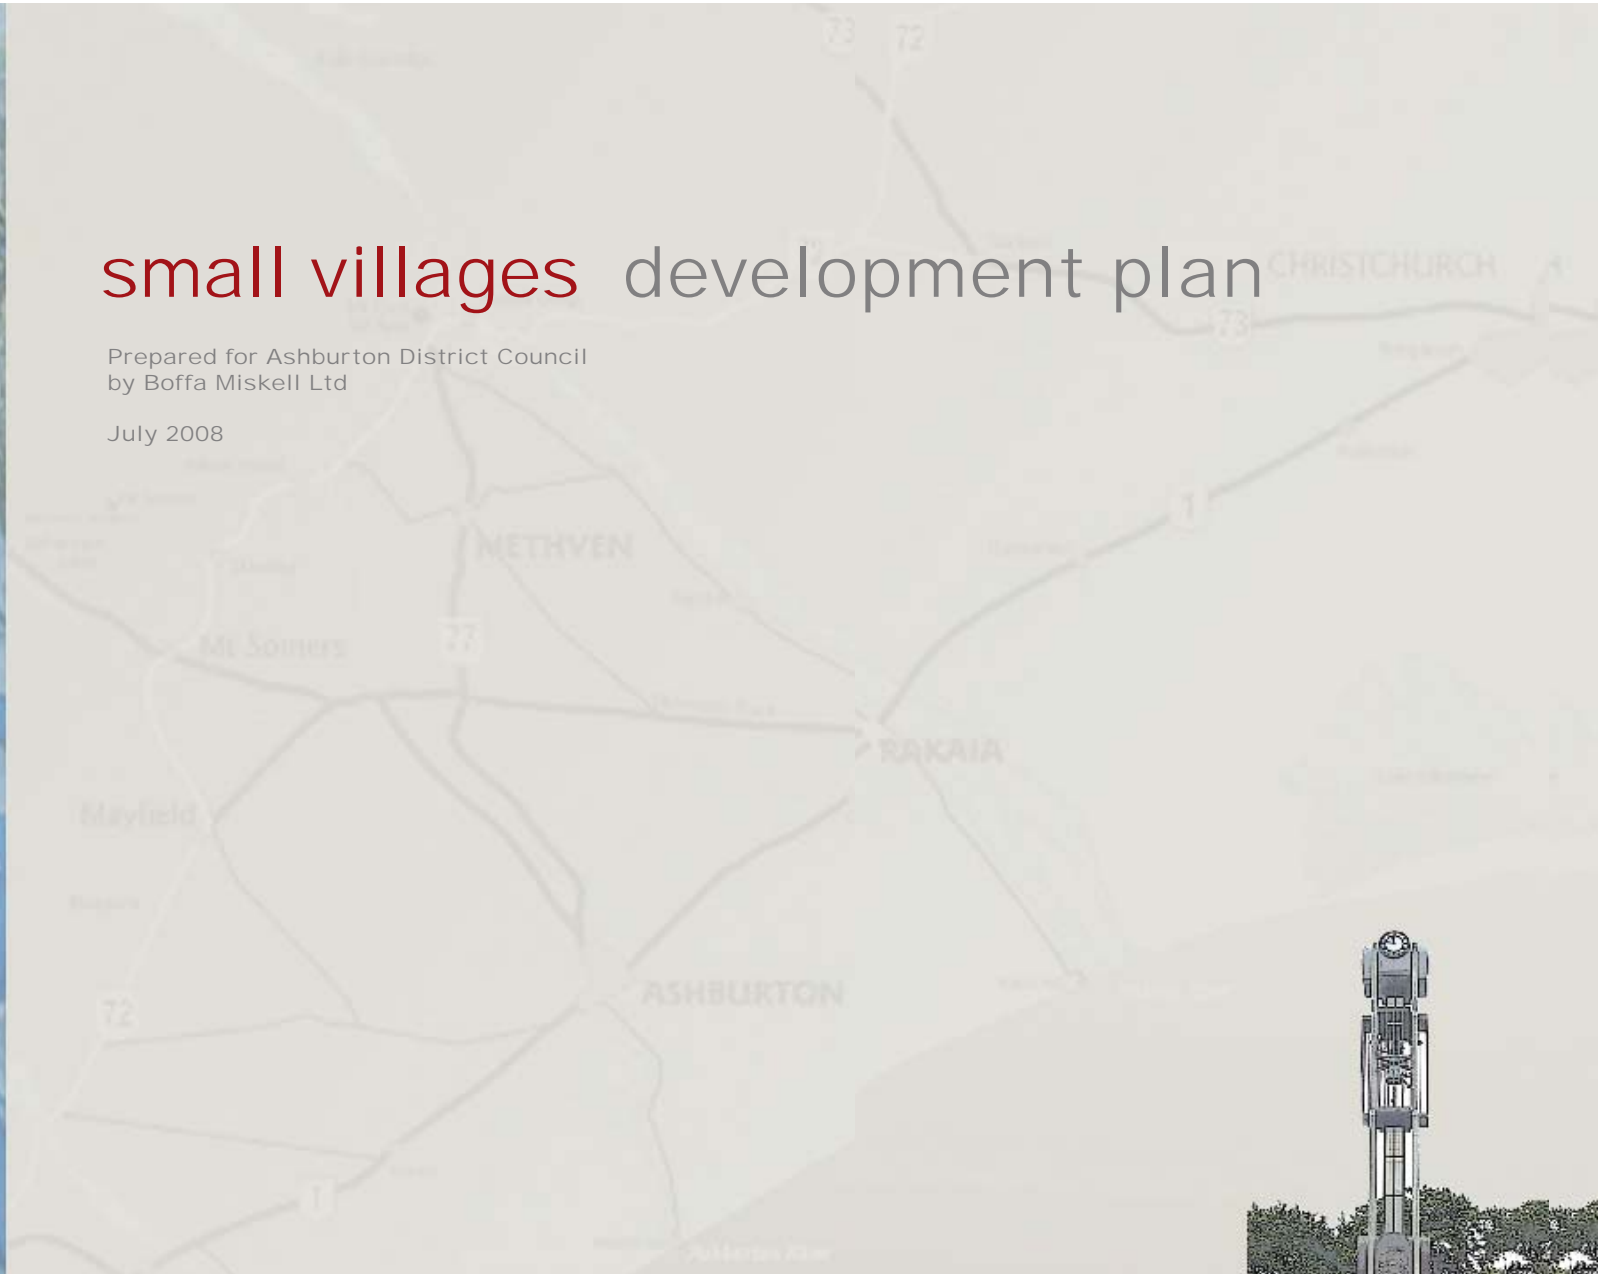 73
72
small villages development plan
CHRISTCHURCH
73
Prepared for Ashburton District Council
by Boffa Miskell Ltd
July 2008
1
METHVEN
Mt Somers
77
RAKAIA
Mayfield
ASHBURTON
72
1